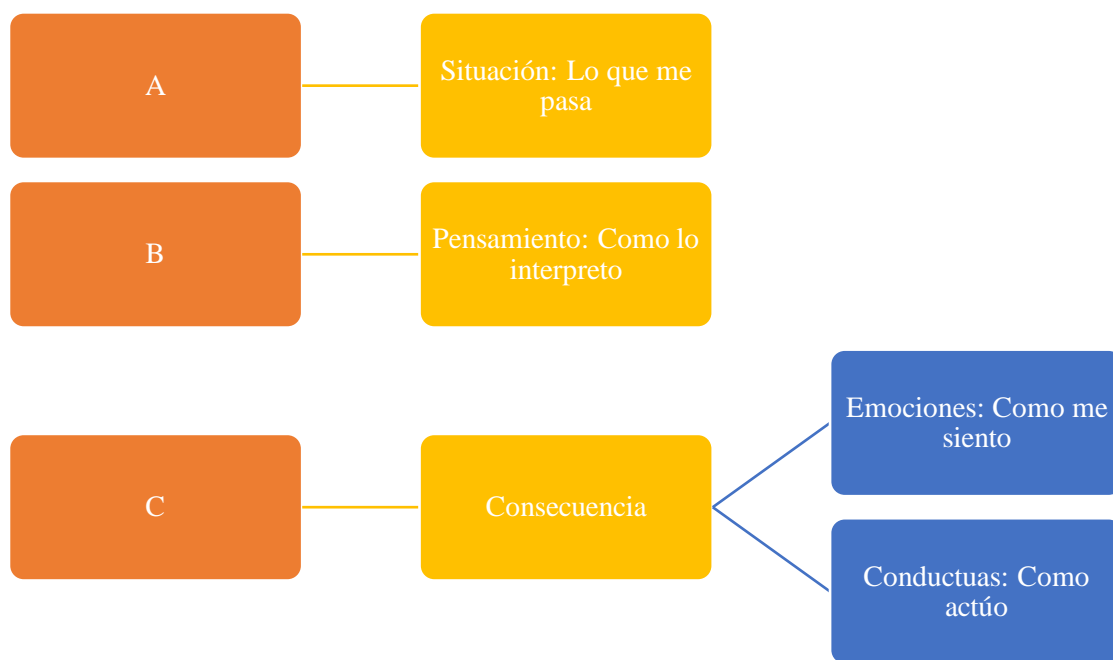 A
Situación: Lo que me
pasa
B
Pensamiento: Como lo
interpreto
C
Consecuencia
Emociones: Como me
siento
Conductuas: Como
actúo